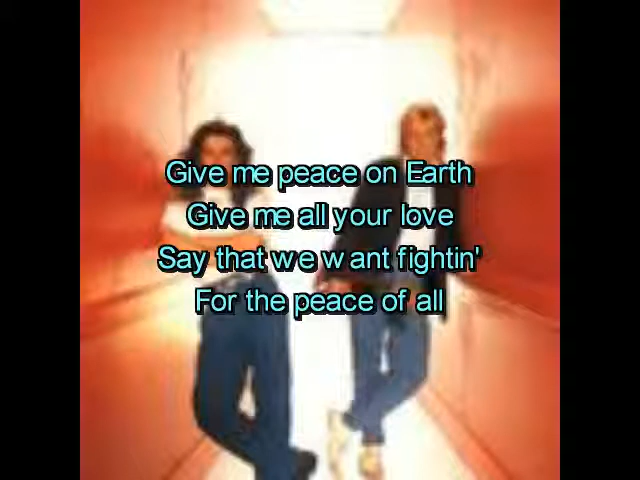 Give me peace on Earth
Give me all your love
Say that we want fightin'
For the peace of all